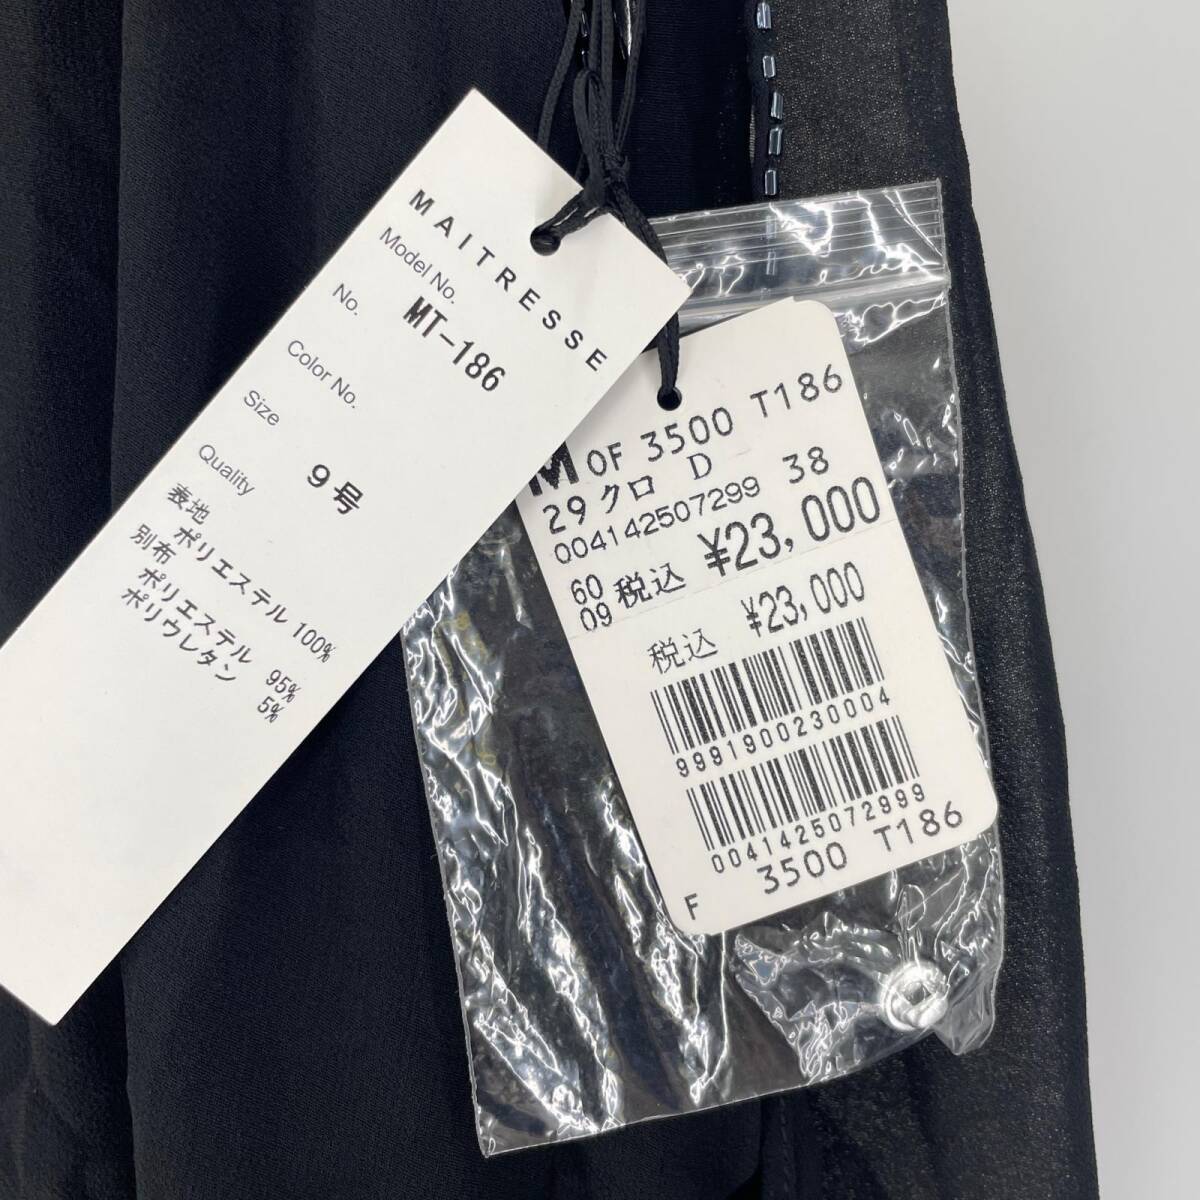 MAITRESSE
Model No.
No. MT-186
Color No.
Size 9号
Quality
表地
ポリエステル 100%
別布
ポリエステル 95%
ポリウレタン 5%
M OF 3500 T186
29 クロ D
004142507299 38
60
09 税込 ¥23,000
税込 ¥23,000
9991900230004
0041425072999
F 3500 T186